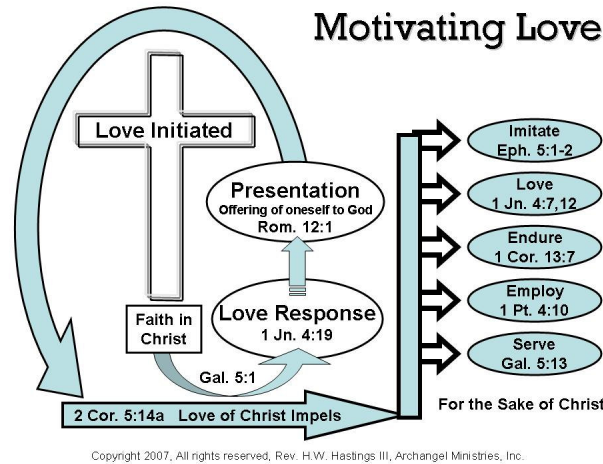 Motivating Love
Love Initiated
Presentation
Offering of oneself to God
Rom. 12:1
Love Response
1 Jn. 4:19
Faith in
Christ
Gal. 5:1
2 Cor. 5:14a   Love of Christ Impels
Imitate
Eph. 5:1-2
Love
1 Jn. 4:7,12
Endure
1 Cor. 13:7
Employ
1 Pt. 4:10
Serve
Gal. 5:13
For the Sake of Christ
Copyright 2007, All rights reserved, Rev. H.W. Hastings III, Archangel Ministries, Inc.